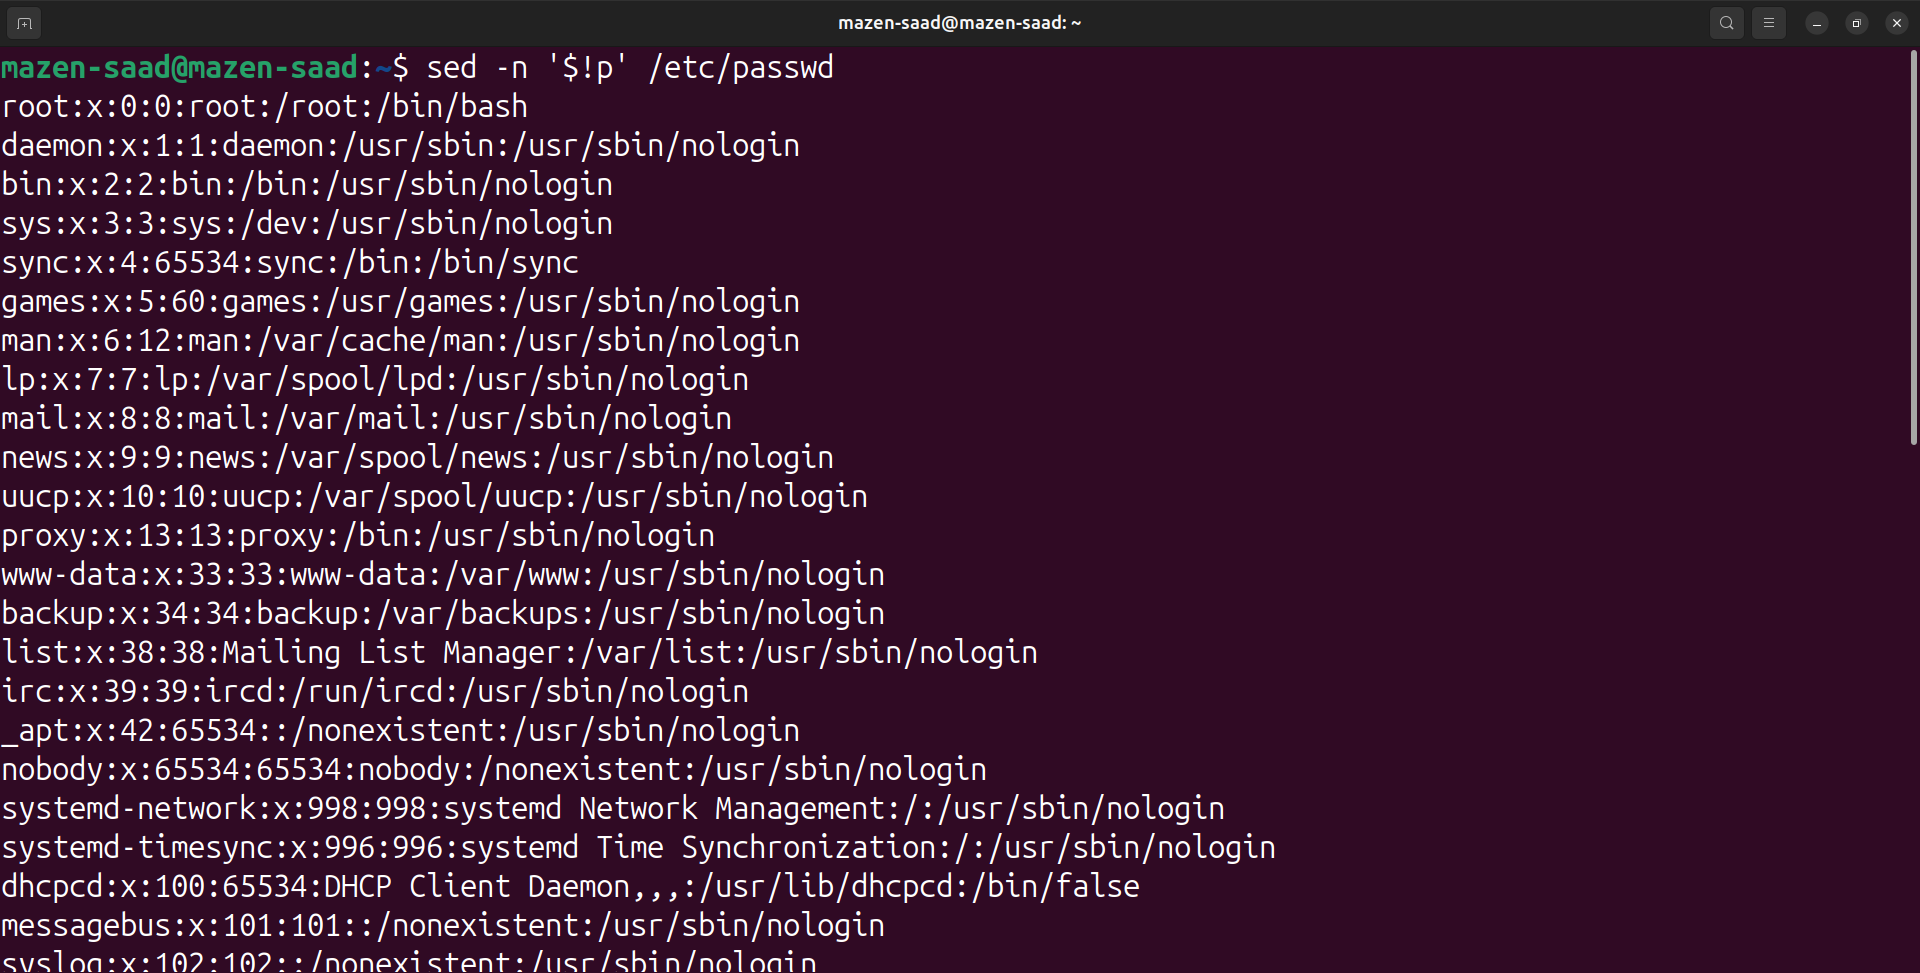 mazen-saad@mazen-saad: ~
mazen-saad@mazen-saad:~$ sed -n '$!p' /etc/passwd
root:x:0:0:root:/root:/bin/bash
daemon:x:1:1:daemon:/usr/sbin:/usr/sbin/nologin
bin:x:2:2:bin:/bin:/usr/sbin/nologin
sys:x:3:3:sys:/dev:/usr/sbin/nologin
sync:x:4:65534:sync:/bin:/bin/sync
games:x:5:60:games:/usr/games:/usr/sbin/nologin
man:x:6:12:man:/var/cache/man:/usr/sbin/nologin
lp:x:7:7:lp:/var/spool/lpd:/usr/sbin/nologin
mail:x:8:8:mail:/var/mail:/usr/sbin/nologin
news:x:9:9:news:/var/spool/news:/usr/sbin/nologin
uucp:x:10:10:uucp:/var/spool/uucp:/usr/sbin/nologin
proxy:x:13:13:proxy:/bin:/usr/sbin/nologin
www-data:x:33:33:www-data:/var/www:/usr/sbin/nologin
backup:x:34:34:backup:/var/backups:/usr/sbin/nologin
list:x:38:38:Mailing List Manager:/var/list:/usr/sbin/nologin
irc:x:39:39:ircd:/run/ircd:/usr/sbin/nologin
_apt:x:42:65534::/nonexistent:/usr/sbin/nologin
nobody:x:65534:65534:nobody:/nonexistent:/usr/sbin/nologin
systemd-network:x:998:998:systemd Network Management:/:/usr/sbin/nologin
systemd-timesync:x:996:996:systemd Time Synchronization:/:/usr/sbin/nologin
dhcpcd:x:100:65534:DHCP Client Daemon,,,:/usr/lib/dhcpcd:/bin/false
messagebus:x:101:101::/nonexistent:/usr/sbin/nologin
syslog:x:102:102::/nonexistent:/usr/sbin/nologin